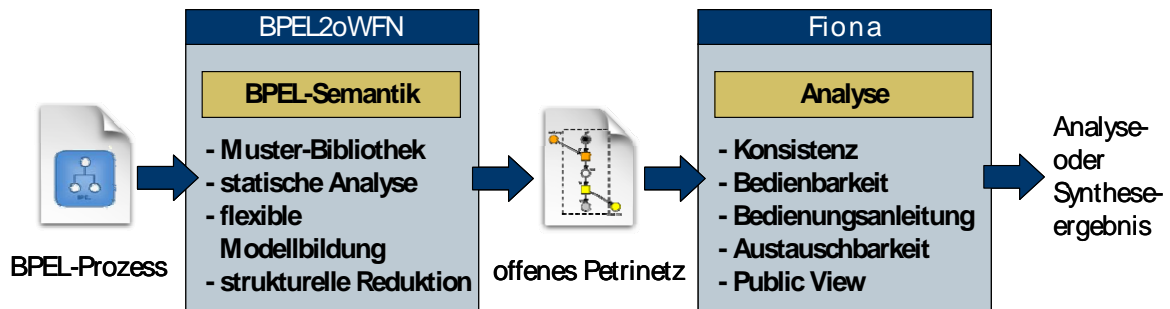 BPEL2oWFN
Fiona
BPEL-Semantik
Analyse
- Muster-Bibliothek
- statische Analyse
- flexible
Modellbildung
- strukturelle Reduktion
- Konsistenz
- Bedienbarkeit
- Bedienungsanleitung
- Austauschbarkeit
- Public View
BPEL-Prozess
offenes Petrinetz
Analyse-
oder
Synthese-
ergebnis